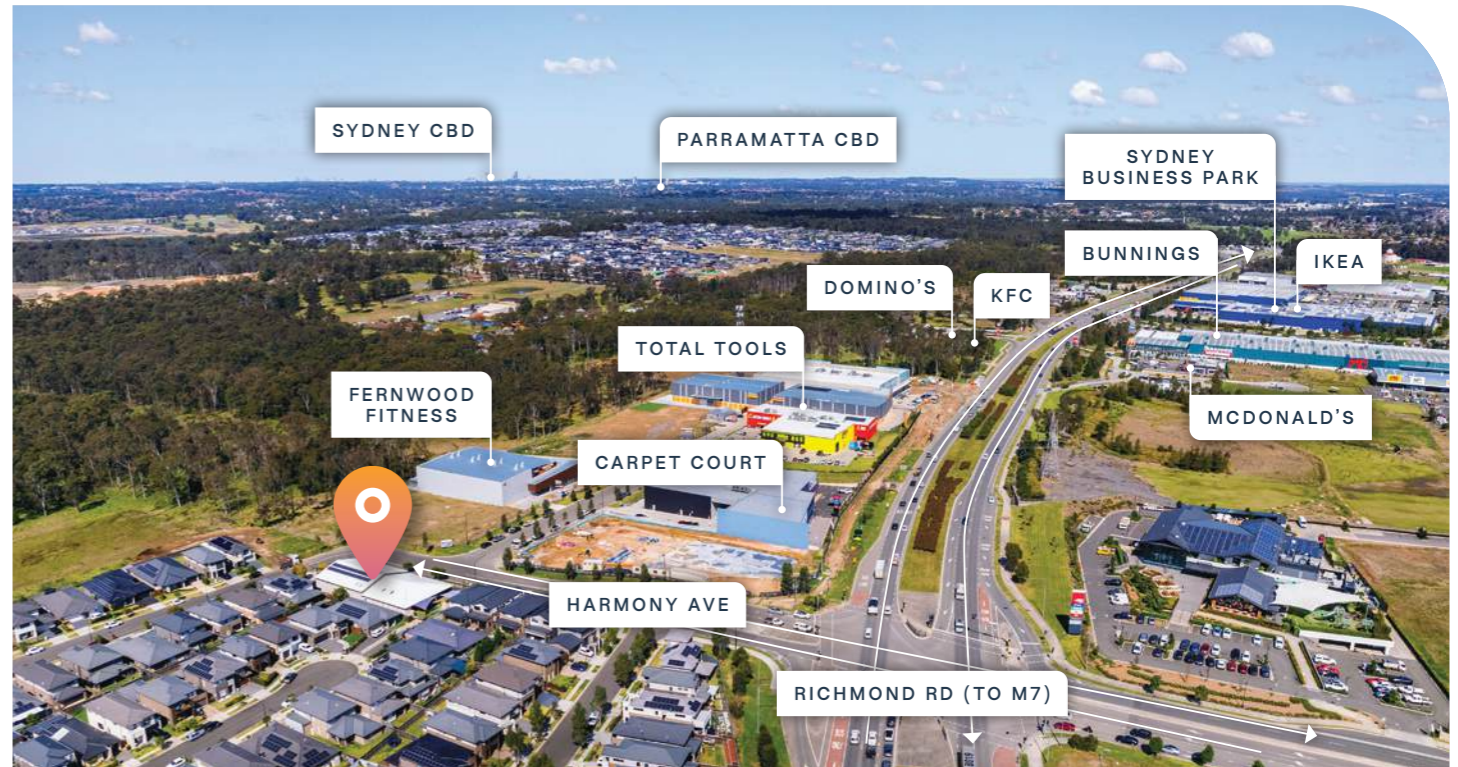 SYDNEY CBD
PARRAMATTA CBD
SYDNEY
BUSINESS PARK
BUNNINGS
IKEA
DOMINO'S
KFC
TOTAL TOOLS
FERNWOOD
FITNESS
MCDONALD'S
CARPET COURT
HARMONY AVE
RICHMOND RD (TO M7)